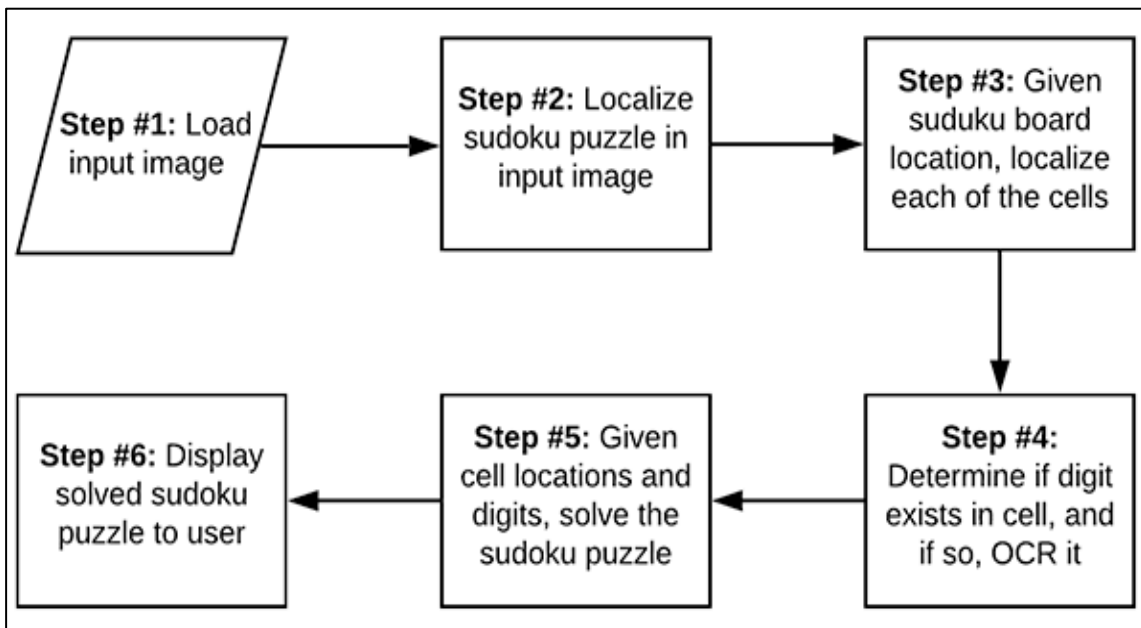 Step #1: Load
input image
Step #2: Localize
sudoku puzzle in
input image
Step #3: Given
suduku board
location, localize
each of the cells
Step #4:
Determine if digit
exists in cell, and
if so, OCR it
Step #5: Given
cell locations and
digits, solve the
sudoku puzzle
Step #6: Display
solved sudoku
puzzle to user